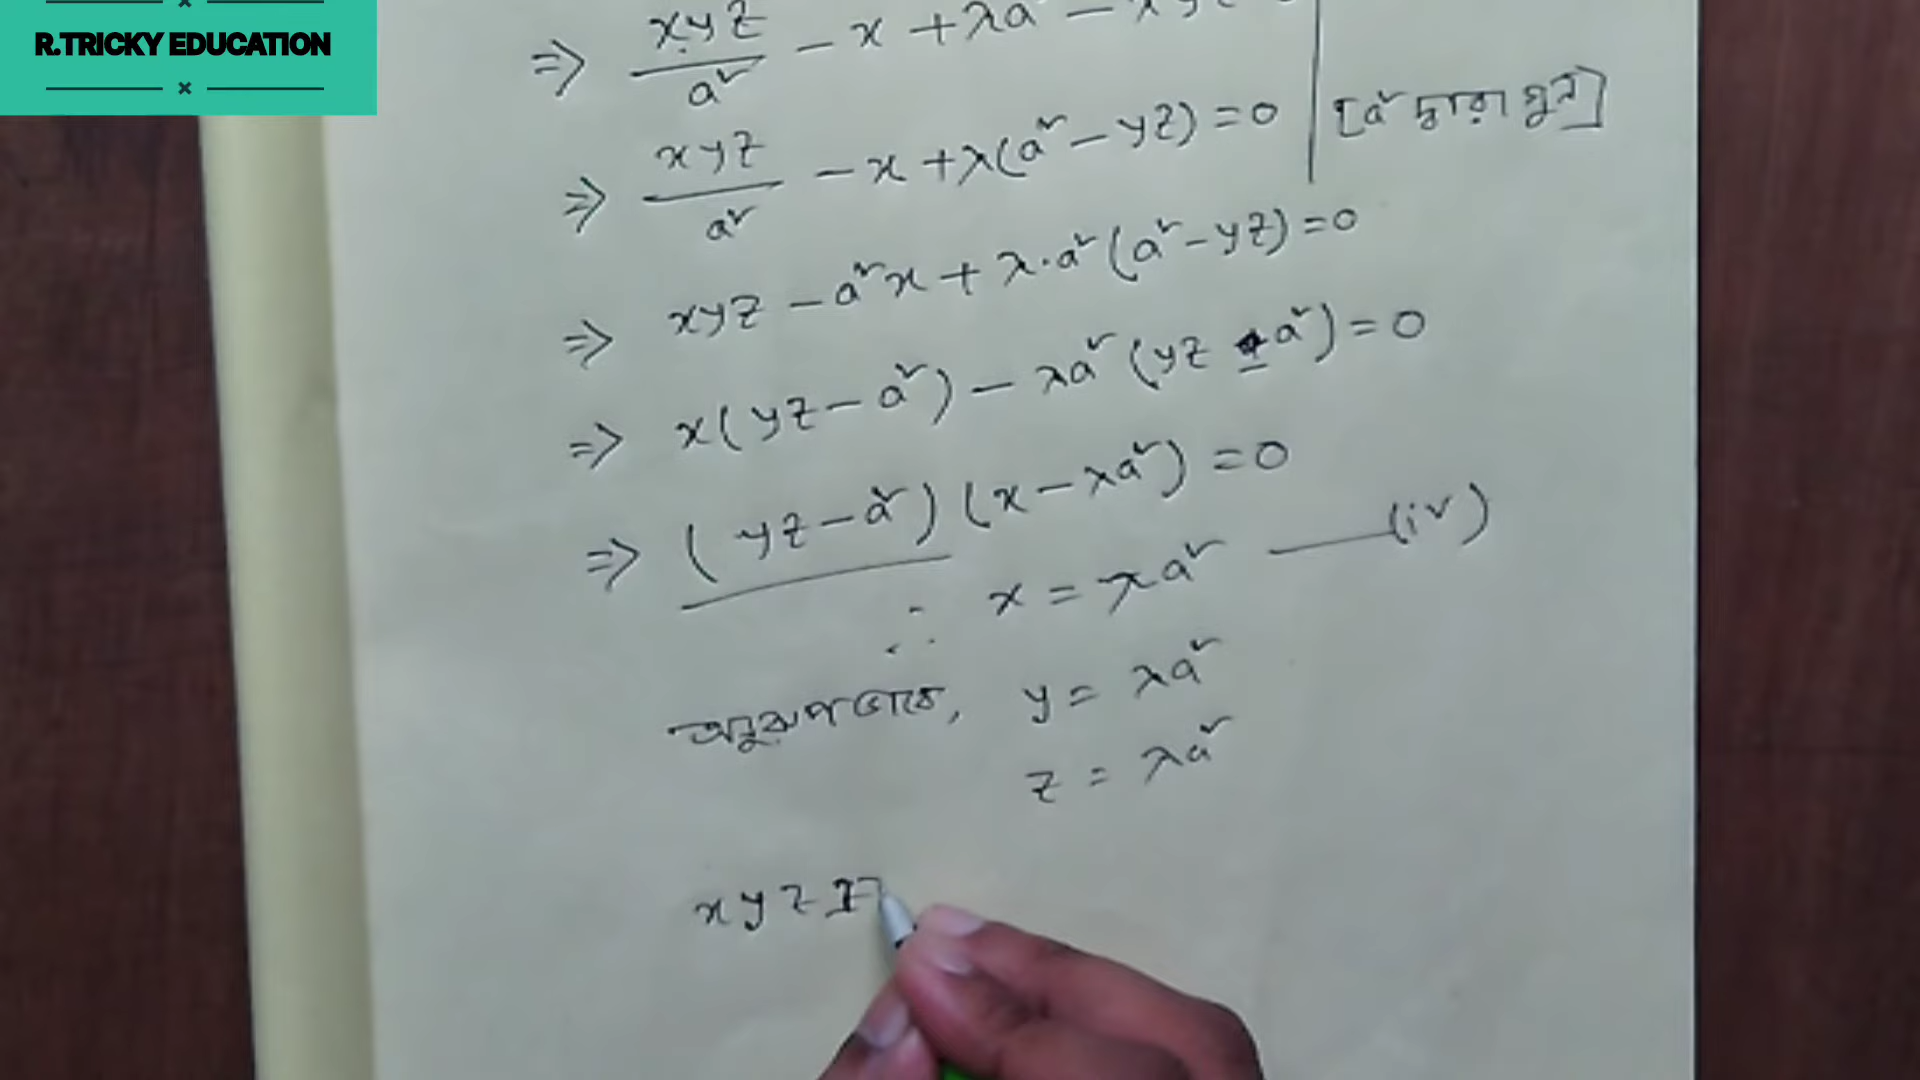 R.TRICKY EDUCATION
⇒ xyz/a² - x + λa
⇒ xyz/a² - x + λ(a² - yz) = 0 | [a² দ্বারা গুন]
⇒ xyz - a²x + λ·a²(a² - yz) = 0
⇒ x(yz - a²) - λa²(yz - a²) = 0
⇒ (yz - a²)(x - λa²) = 0
∴ x = λa² —(iv)
অনুরূপভাবে, y = λa²
z = λa²
xyz